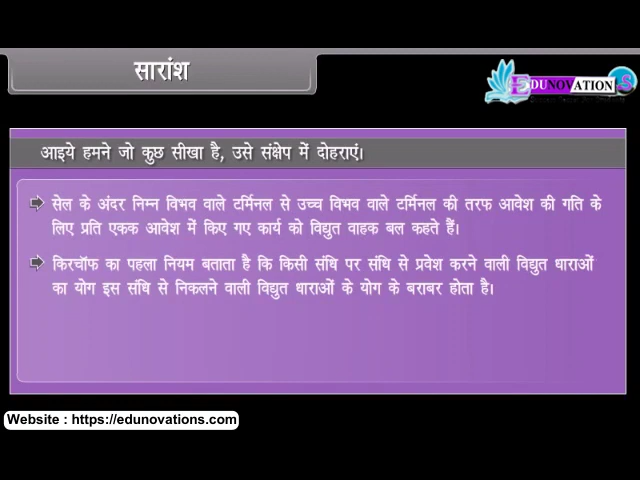 सारांश
EDUNOVATION.S
आइये हमने जो कुछ सीखा है, उसे संक्षेप में दोहराएं।
सेल के अंदर निम्न विभव वाले टर्मिनल से उच्च विभव वाले टर्मिनल की तरफ आवेश की गति के
लिए प्रति एकक आवेश में किए गए कार्य को विद्युत वाहक बल कहते हैं।
किरचॉफ का पहला नियम बताता है कि किसी संधि पर संधि से प्रवेश करने वाली विद्युत धाराओं
का योग इस संधि से निकलने वाली विद्युत धाराओं के योग के बराबर होता है।
Website : https://edunovations.com